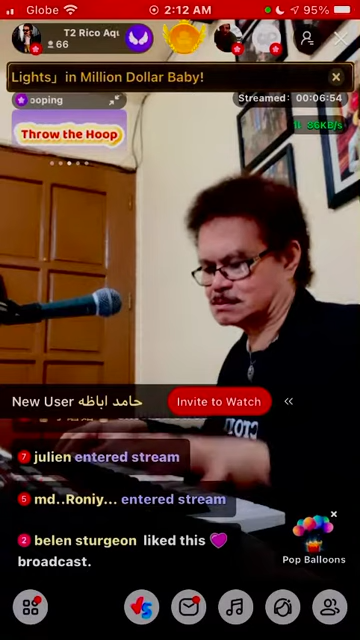 Globe
2:12 AM
95%
T2 Rico Aqu
66
Lights」in Million Dollar Baby!
ooping
Streamed: 00:06:54
Throw the Hoop
New User حامد اباظه
Invite to Watch
7 julien entered stream
5 md..Roniy... entered stream
2 belen sturgeon liked this
broadcast.
Pop Balloons
VS